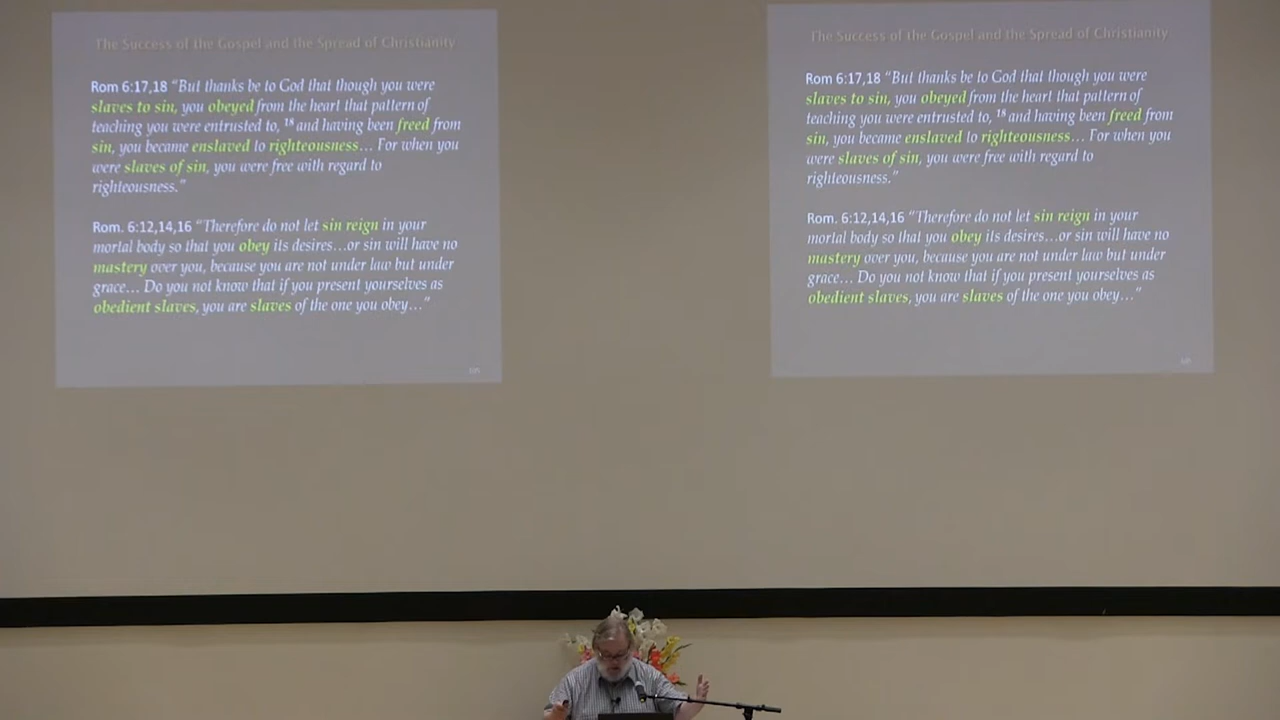 The Success of the Gospel and the Spread of Christianity
Rom 6:17,18 “But thanks be to God that though you were
slaves to sin, you obeyed from the heart that pattern of
teaching you were entrusted to, ¹⁸ and having been freed from
sin, you became enslaved to righteousness… For when you
were slaves of sin, you were free with regard to
righteousness.”
Rom. 6:12,14,16 “Therefore do not let sin reign in your
mortal body so that you obey its desires…or sin will have no
mastery over you, because you are not under law but under
grace… Do you not know that if you present yourselves as
obedient slaves, you are slaves of the one you obey…”
The Success of the Gospel and the Spread of Christianity
Rom 6:17,18 “But thanks be to God that though you were
slaves to sin, you obeyed from the heart that pattern of
teaching you were entrusted to, ¹⁸ and having been freed from
sin, you became enslaved to righteousness… For when you
were slaves of sin, you were free with regard to
righteousness.”
Rom. 6:12,14,16 “Therefore do not let sin reign in your
mortal body so that you obey its desires…or sin will have no
mastery over you, because you are not under law but under
grace… Do you not know that if you present yourselves as
obedient slaves, you are slaves of the one you obey…”